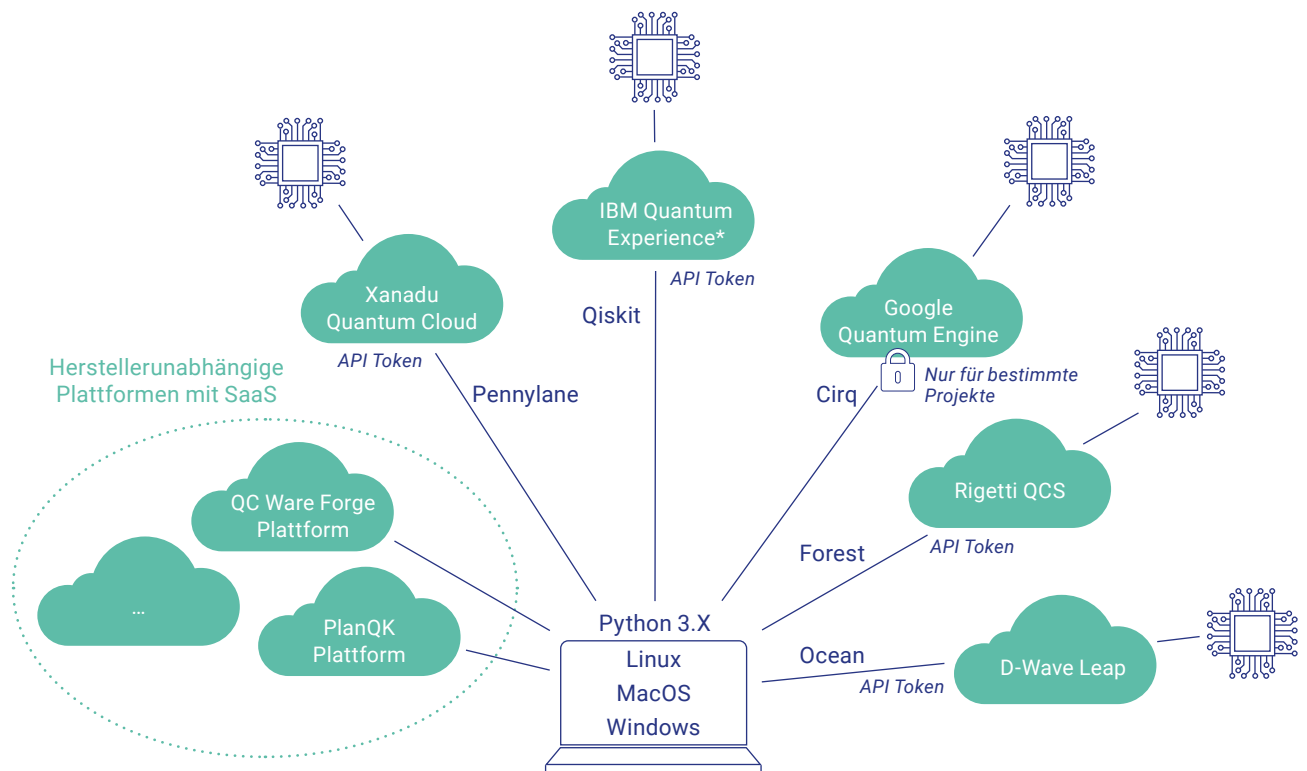 IBM Quantum
Experience*
API Token
Qiskit
Xanadu
Quantum Cloud
API Token
Pennylane
Google
Quantum Engine
Nur für bestimmte
Projekte
Cirq
Herstellerunabhängige
Plattformen mit SaaS
QC Ware Forge
Plattform
...
PlanQK
Plattform
Rigetti QCS
API Token
Forest
D-Wave Leap
Ocean
API Token
Python 3.X
Linux
MacOS
Windows